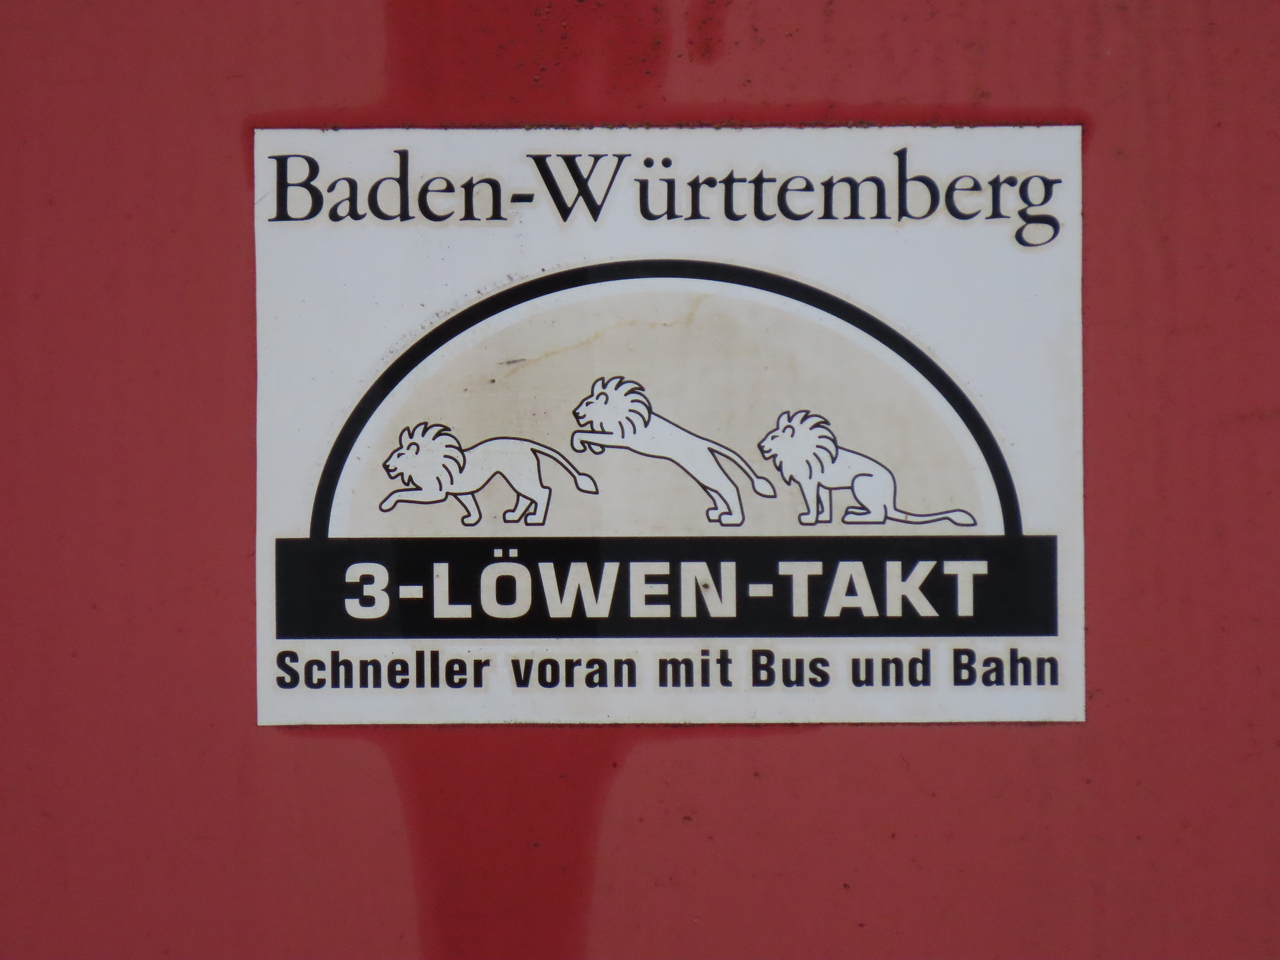 Baden-Württemberg
3-LÖWEN-TAKT
Schneller voran mit Bus und Bahn